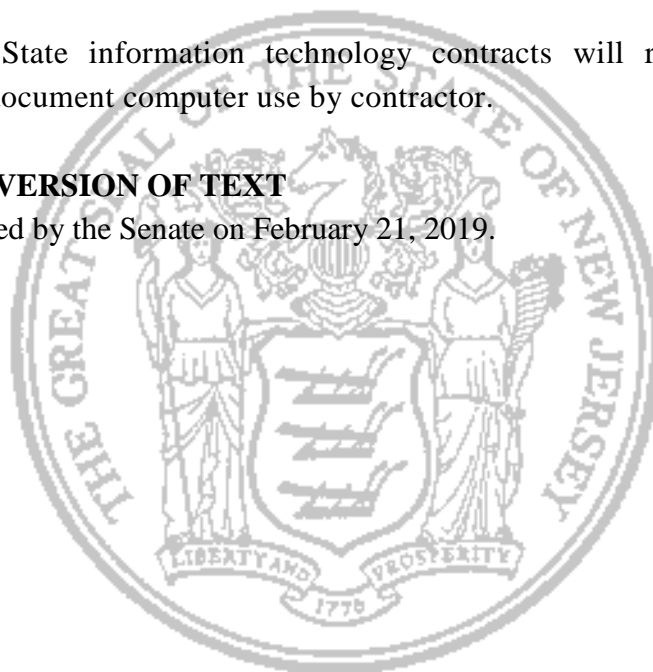 State information technology contracts will r
document computer use by contractor.
VERSION OF TEXT
ed by the Senate on February 21, 2019.
THE GREAT SEAL OF THE STATE OF NEW JERSEY
LIBERTY AND PROSPERITY
1776